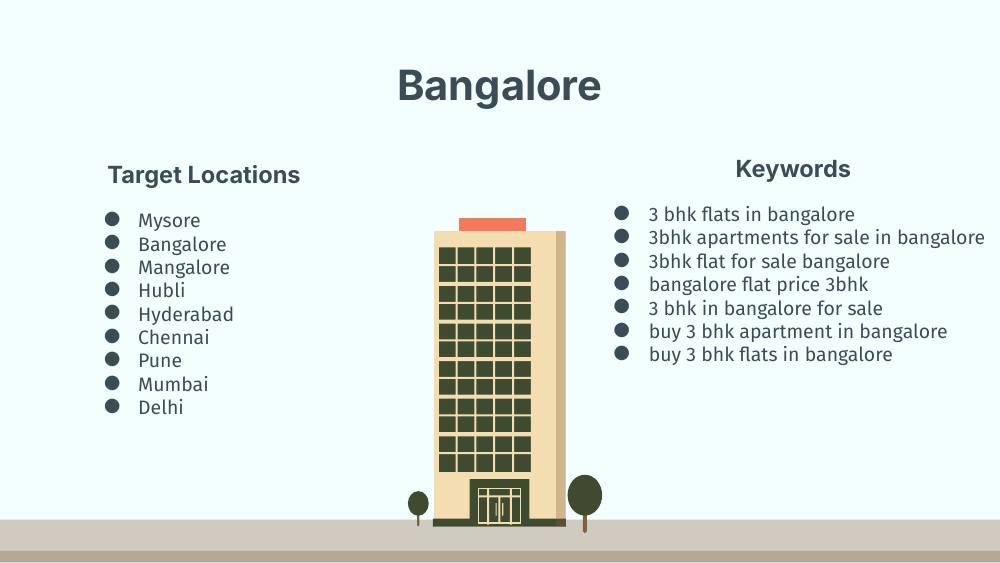 Bangalore
Target Locations
Mysore
Bangalore
Mangalore
Hubli
Hyderabad
Chennai
Pune
Mumbai
Delhi
Keywords
3 bhk flats in bangalore
3bhk apartments for sale in bangalore
3bhk flat for sale bangalore
bangalore flat price 3bhk
3 bhk in bangalore for sale
buy 3 bhk apartment in bangalore
buy 3 bhk flats in bangalore